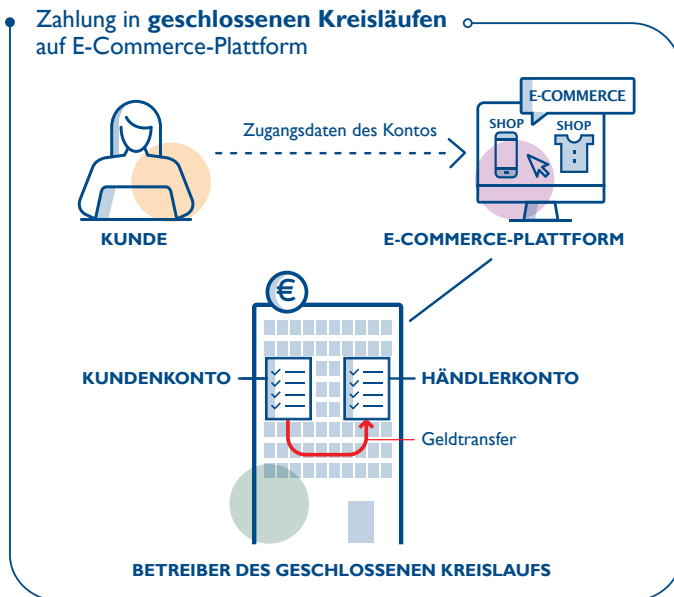 Zahlung in geschlossenen Kreisläufen
auf E-Commerce-Plattform
E-COMMERCE
SHOP
SHOP
Zugangsdaten des Kontos
KUNDE
E-COMMERCE-PLATTFORM
€
KUNDENKONTO
HÄNDLERKONTO
Geldtransfer
BETREIBER DES GESCHLOSSENEN KREISLAUFS